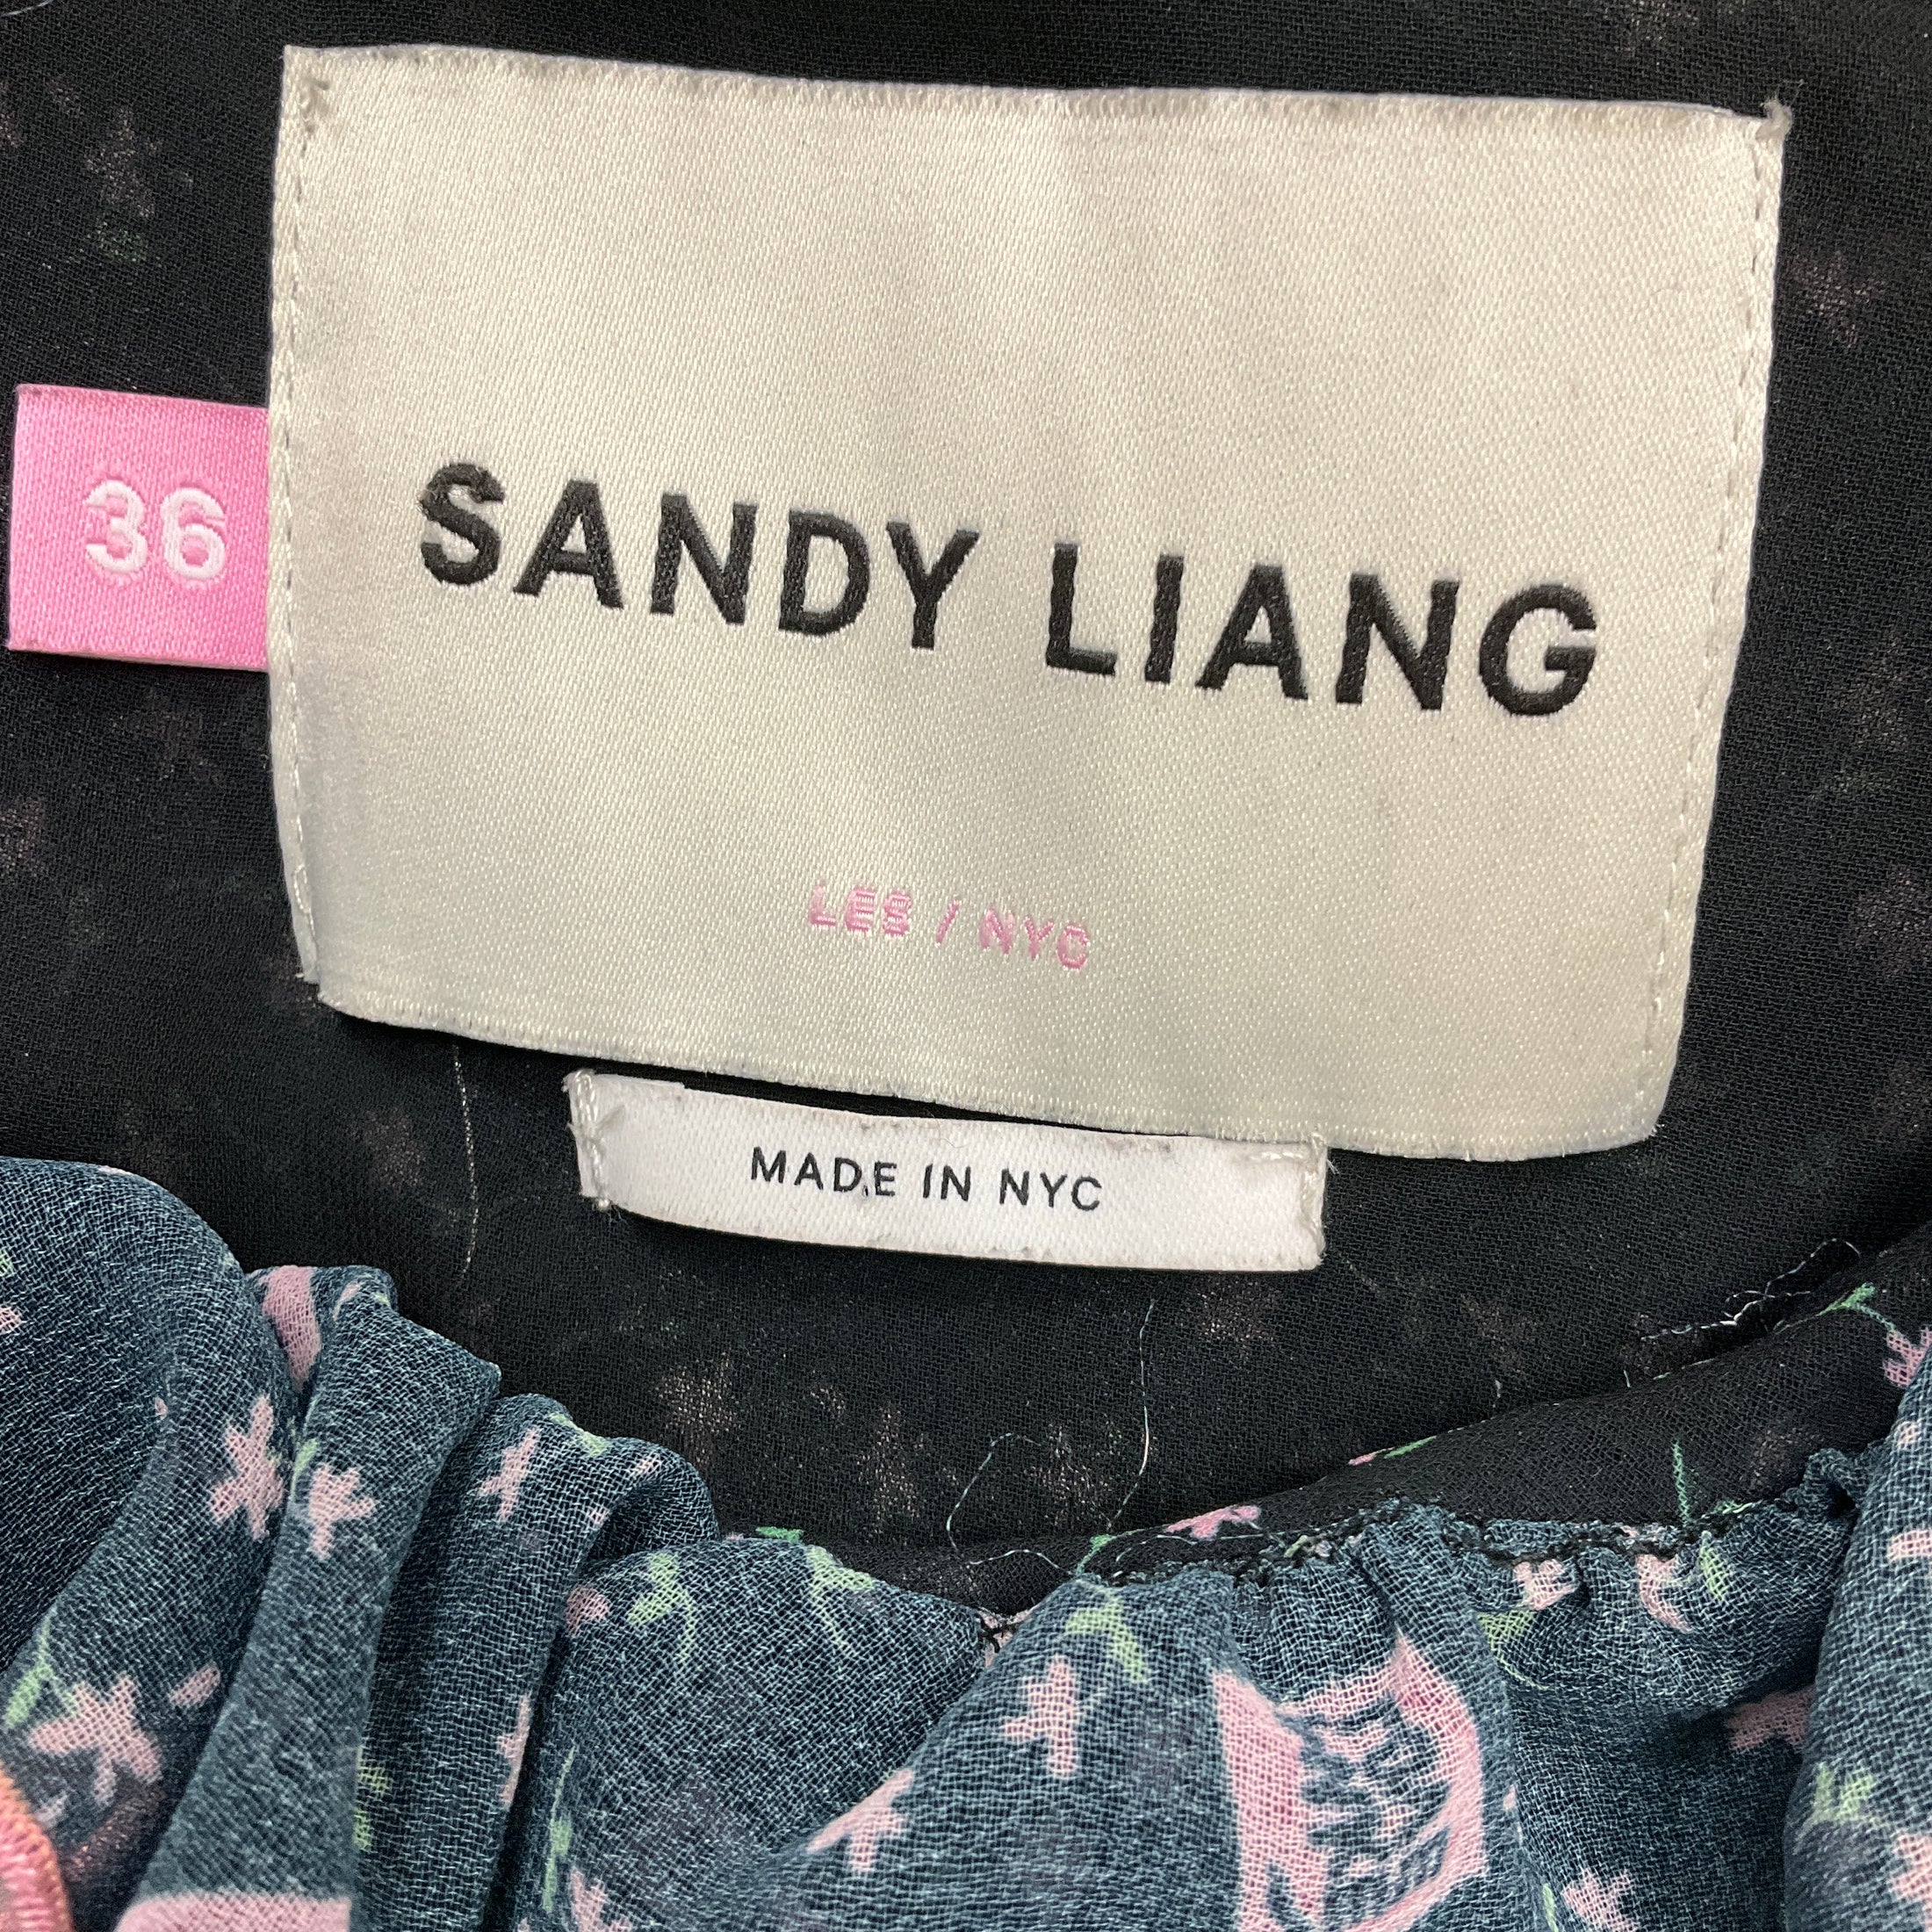 36
SANDY LIANG
LES / NYC
MADE IN NYC